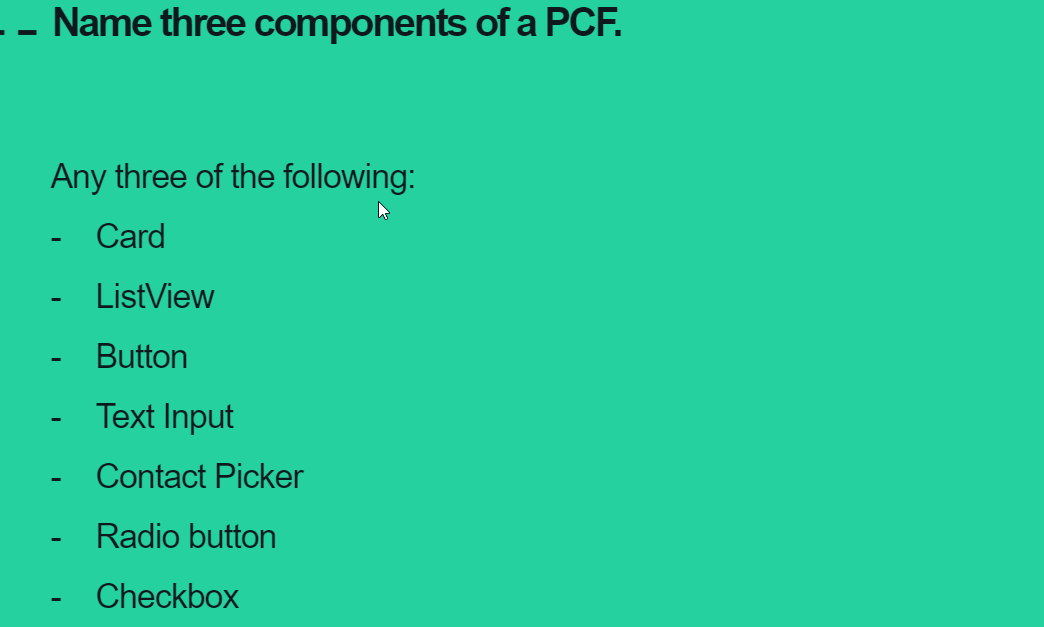 Name three components of a PCF.
Any three of the following:
- Card
- ListView
- Button
- Text Input
- Contact Picker
- Radio button
- Checkbox